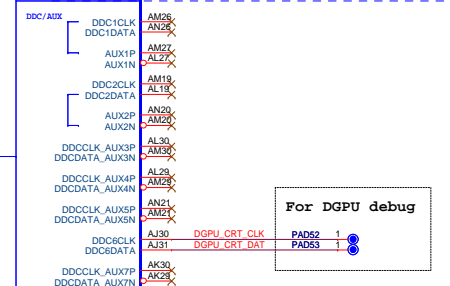 DDC/AUX
DDC1CLK AM26
DDC1DATA AN26
AUX1P AM27
AUX1N AL27
DDC2CLK AM19
DDC2DATA AL19
AUX2P AN20
AUX2N AM20
DDCCLK_AUX3P AL30
DDCDATA_AUX3N AM30
DDCCLK_AUX4P AL29
DDCDATA_AUX4N AM29
DDCCLK_AUX5P AN21
DDCDATA_AUX5N AM21
For DGPU debug
DDC6CLK AJ30 DGPU_CRT_CLK PAD52 1
DDC6DATA AJ31 DGPU_CRT_DAT PAD53 1
DDCCLK_AUX7P AK30
DDCDATA_AUX7N AK29